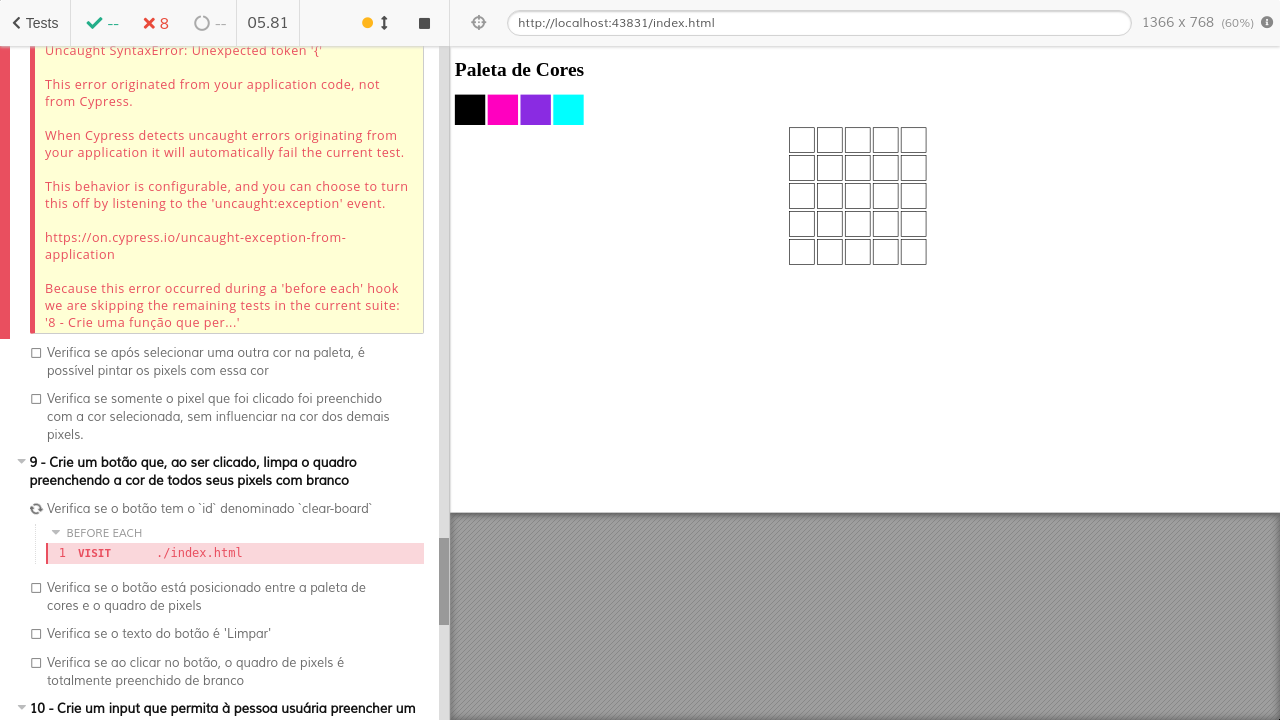 Tests
--
8
--
05.81
http://localhost:43831/index.html
1366 x 768 (60%)
Uncaught SyntaxError: Unexpected token '{'
This error originated from your application code, not
from Cypress.
When Cypress detects uncaught errors originating from
your application it will automatically fail the current test.
This behavior is configurable, and you can choose to turn
this off by listening to the 'uncaught:exception' event.
https://on.cypress.io/uncaught-exception-from-
application
Because this error occurred during a 'before each' hook
we are skipping the remaining tests in the current suite:
'8 - Crie uma função que per...'
Verifica se após selecionar uma outra cor na paleta, é
possível pintar os pixels com essa cor
Verifica se somente o pixel que foi clicado foi preenchido
com a cor selecionada, sem influenciar na cor dos demais
pixels.
9 - Crie um botão que, ao ser clicado, limpa o quadro
preenchendo a cor de todos seus pixels com branco
Verifica se o botão tem o `id` denominado `clear-board`
BEFORE EACH
1 VISIT ./index.html
Verifica se o botão está posicionado entre a paleta de
cores e o quadro de pixels
Verifica se o texto do botão é 'Limpar'
Verifica se ao clicar no botão, o quadro de pixels é
totalmente preenchido de branco
10 - Crie um input que permita à pessoa usuária preencher um
Paleta de Cores